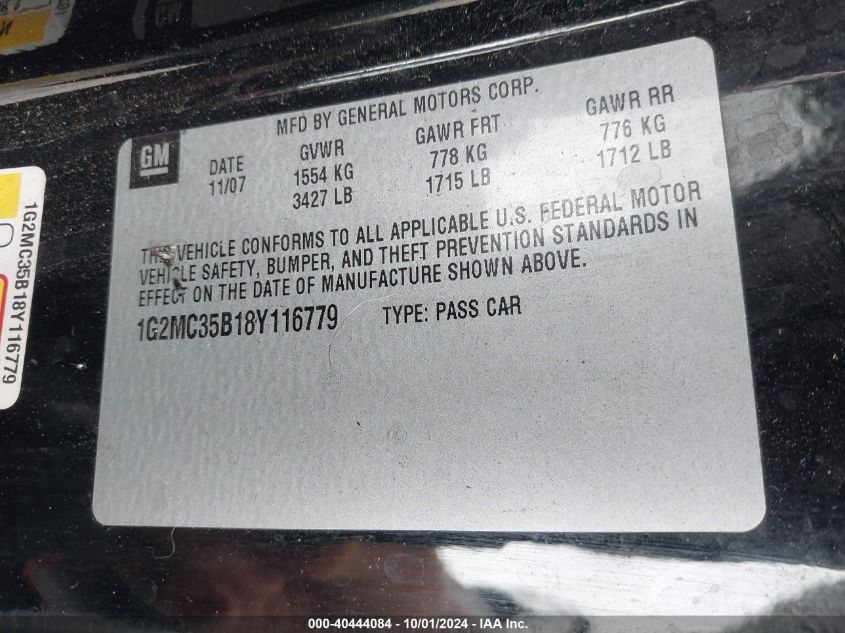 MFD BY GENERAL MOTORS CORP.
GM
DATE GVWR GAWR FRT GAWR RR
11/07 1554 KG 778 KG 776 KG
3427 LB 1715 LB 1712 LB
THIS VEHICLE CONFORMS TO ALL APPLICABLE U.S. FEDERAL MOTOR
VEHICLE SAFETY, BUMPER, AND THEFT PREVENTION STANDARDS IN
EFFECT ON THE DATE OF MANUFACTURE SHOWN ABOVE.
1G2MC35B18Y116779 TYPE: PASS CAR
1G2MC35B18Y116779
000-40444084 - 10/01/2024 - IAA Inc.